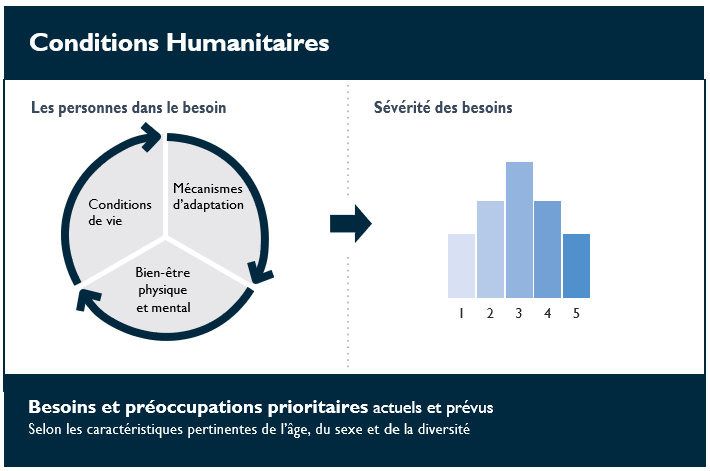 Conditions Humanitaires
Les personnes dans le besoin
Sévérité des besoins
Conditions
de vie
Mécanismes
d'adaptation
Bien-être
physique
et mental
1 2 3 4 5
Besoins et préoccupations prioritaires actuels et prévus
Selon les caractéristiques pertinentes de l'âge, du sexe et de la diversité